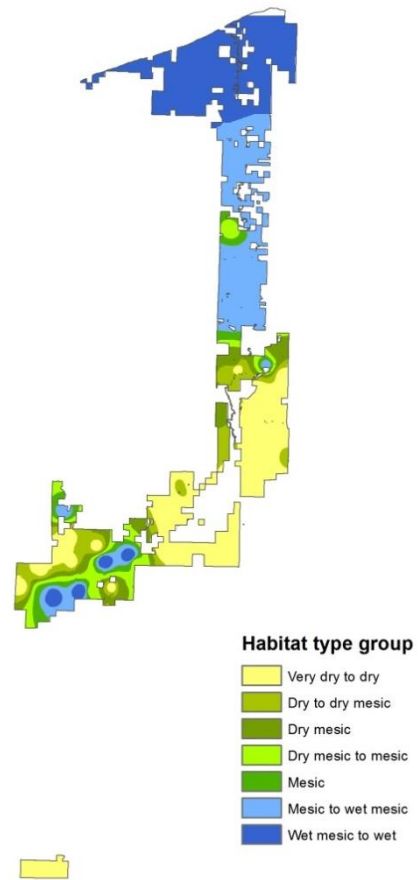 Habitat type group
Very dry to dry
Dry to dry mesic
Dry mesic
Dry mesic to mesic
Mesic
Mesic to wet mesic
Wet mesic to wet